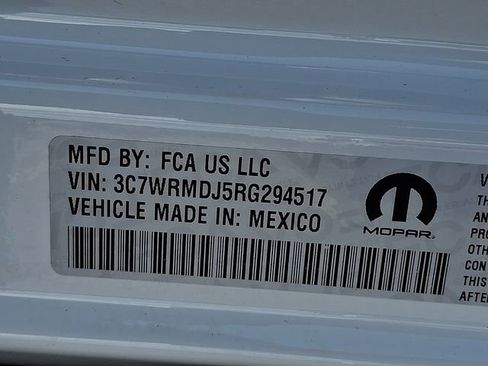 MFD BY: FCA US LLC
VIN: 3C7WRMDJ5RG294517
VEHICLE MADE IN: MEXICO
MOPAR